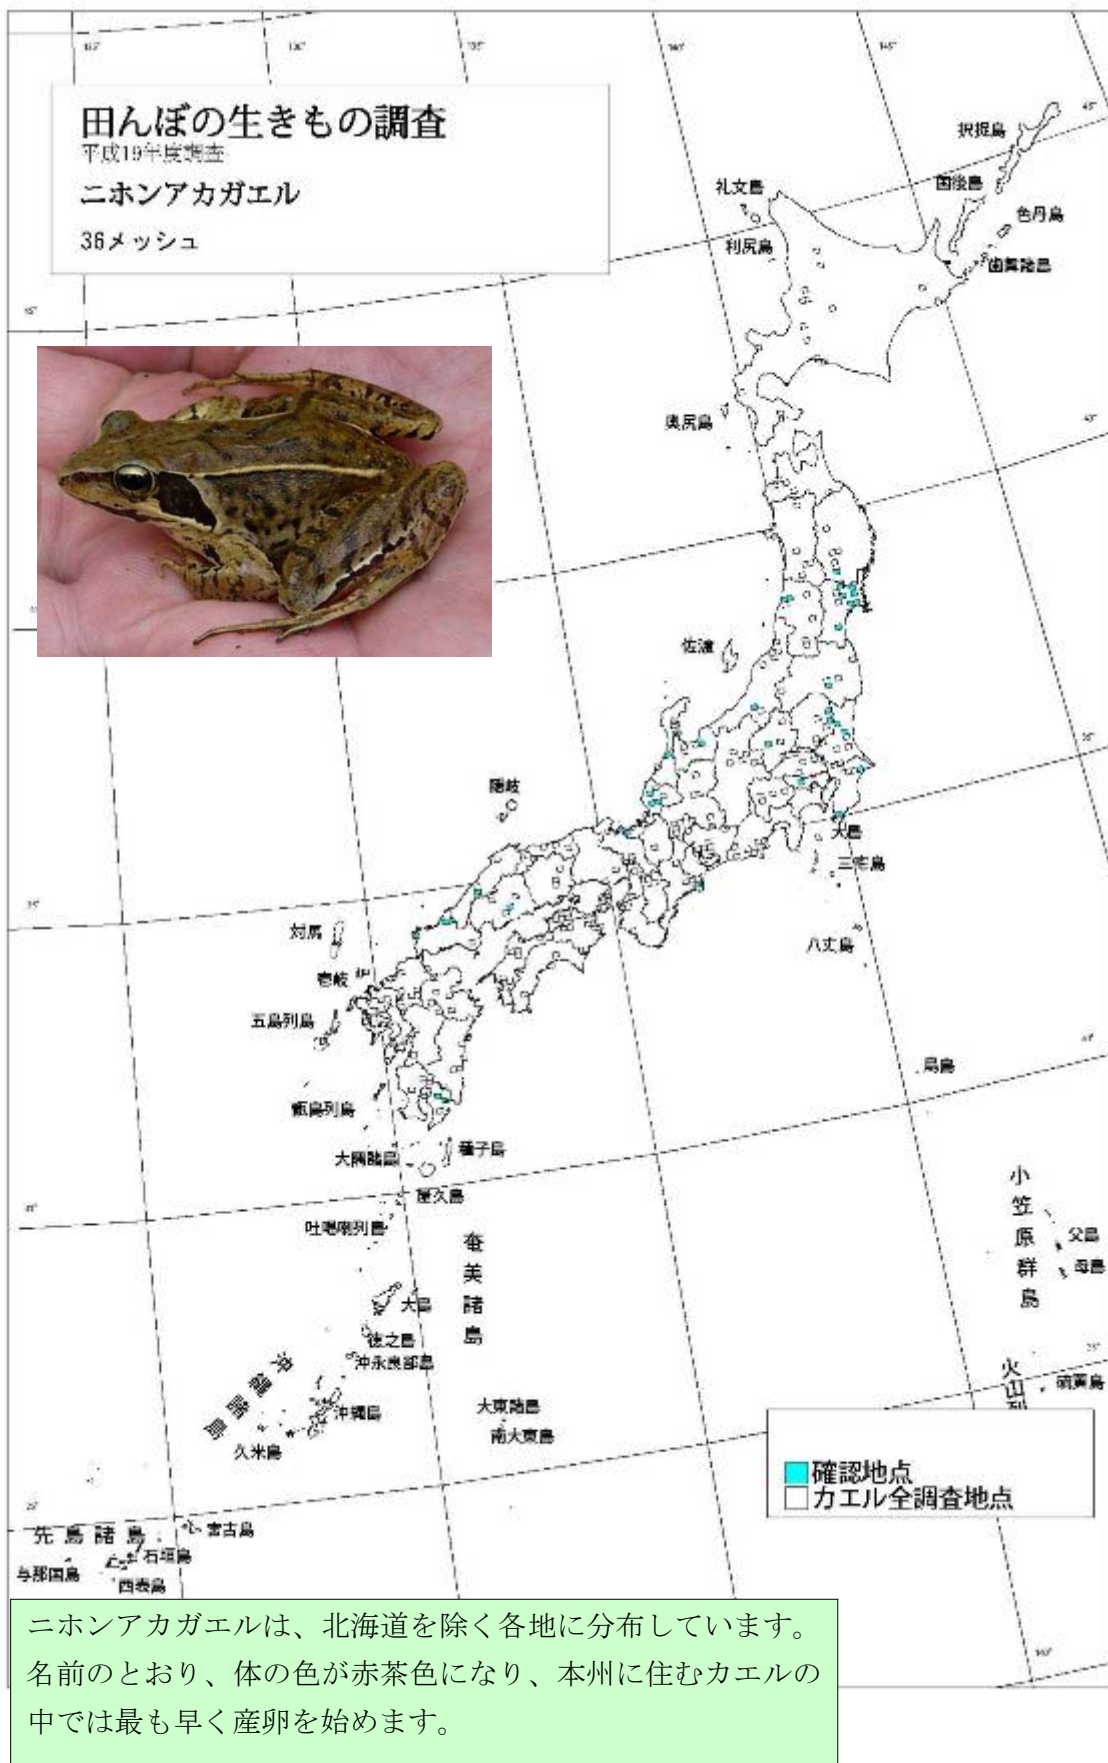 田んぼの生きもの調査
平成19年度調査
ニホンアカガエル
36メッシュ
択捉島
国後島
礼文島
色丹島
利尻島
歯舞諸島
奥尻島
佐渡
隠岐
大島
三宅島
対馬
八丈島
壱岐
五島列島
鳥島
甑島列島
大隅諸島
種子島
屋久島
吐噶喇列島
小笠原群島
父島
母島
奄美諸島
大島
徳之島
沖永良部島
沖縄諸島
沖縄島
久米島
大東諸島
南大東島
火山列
硫黄島
確認地点
カエル全調査地点
先島諸島
宮古島
石垣島
与那国島
西表島
ニホンアカガエルは、北海道を除く各地に分布しています。
名前のとおり、体の色が赤茶色になり、本州に住むカエルの
中では最も早く産卵を始めます。